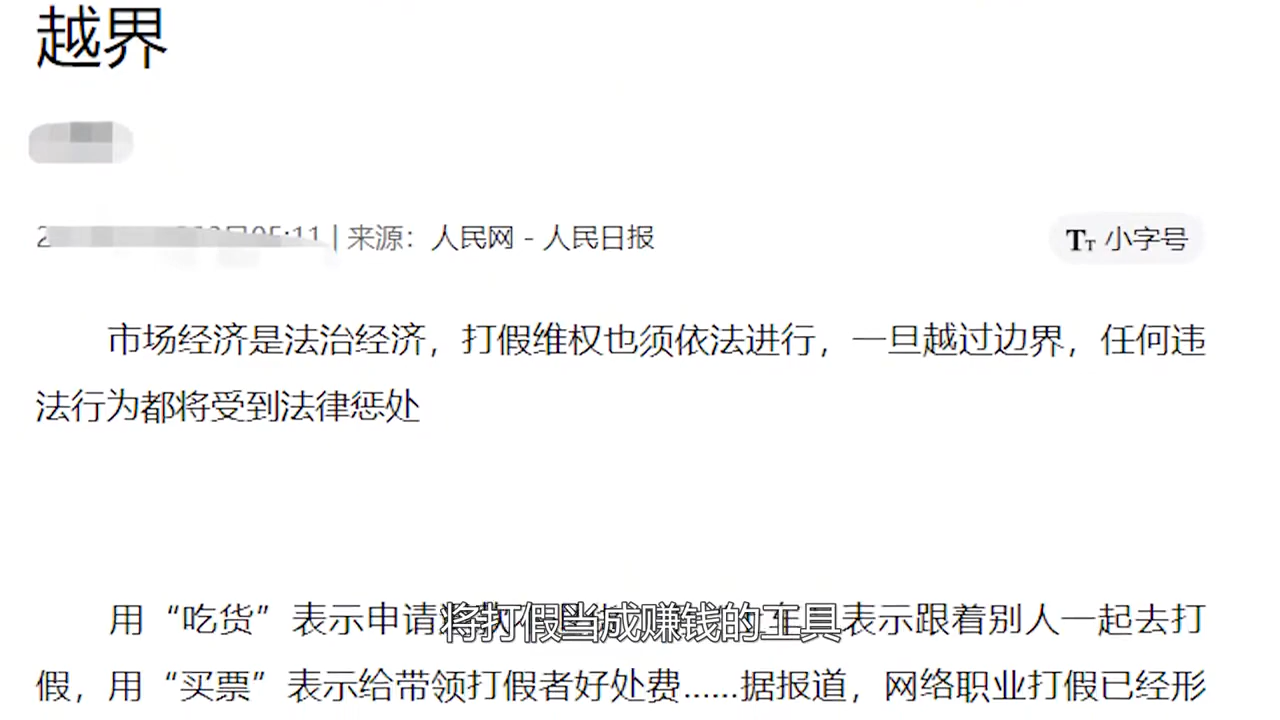 越界
05:11 | 来源：人民网 - 人民日报
TT 小字号
市场经济是法治经济，打假维权也须依法进行，一旦越过边界，任何违
法行为都将受到法律惩处
用“吃货”表示申请 表示跟着别人一起去打
将打假当成赚钱的工具
假，用“买票”表示给带领打假者好处费……据报道，网络职业打假已经形